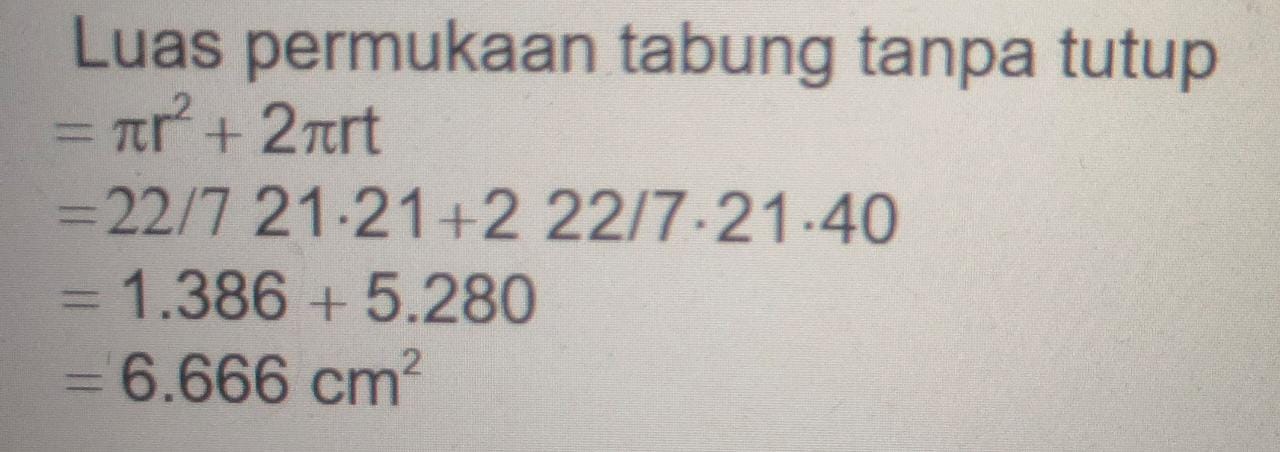 Luas permukaan tabung tanpa tutup
= πr² + 2πrt
=22/7 21·21+2 22/7·21·40
= 1.386 + 5.280
= 6.666 cm²